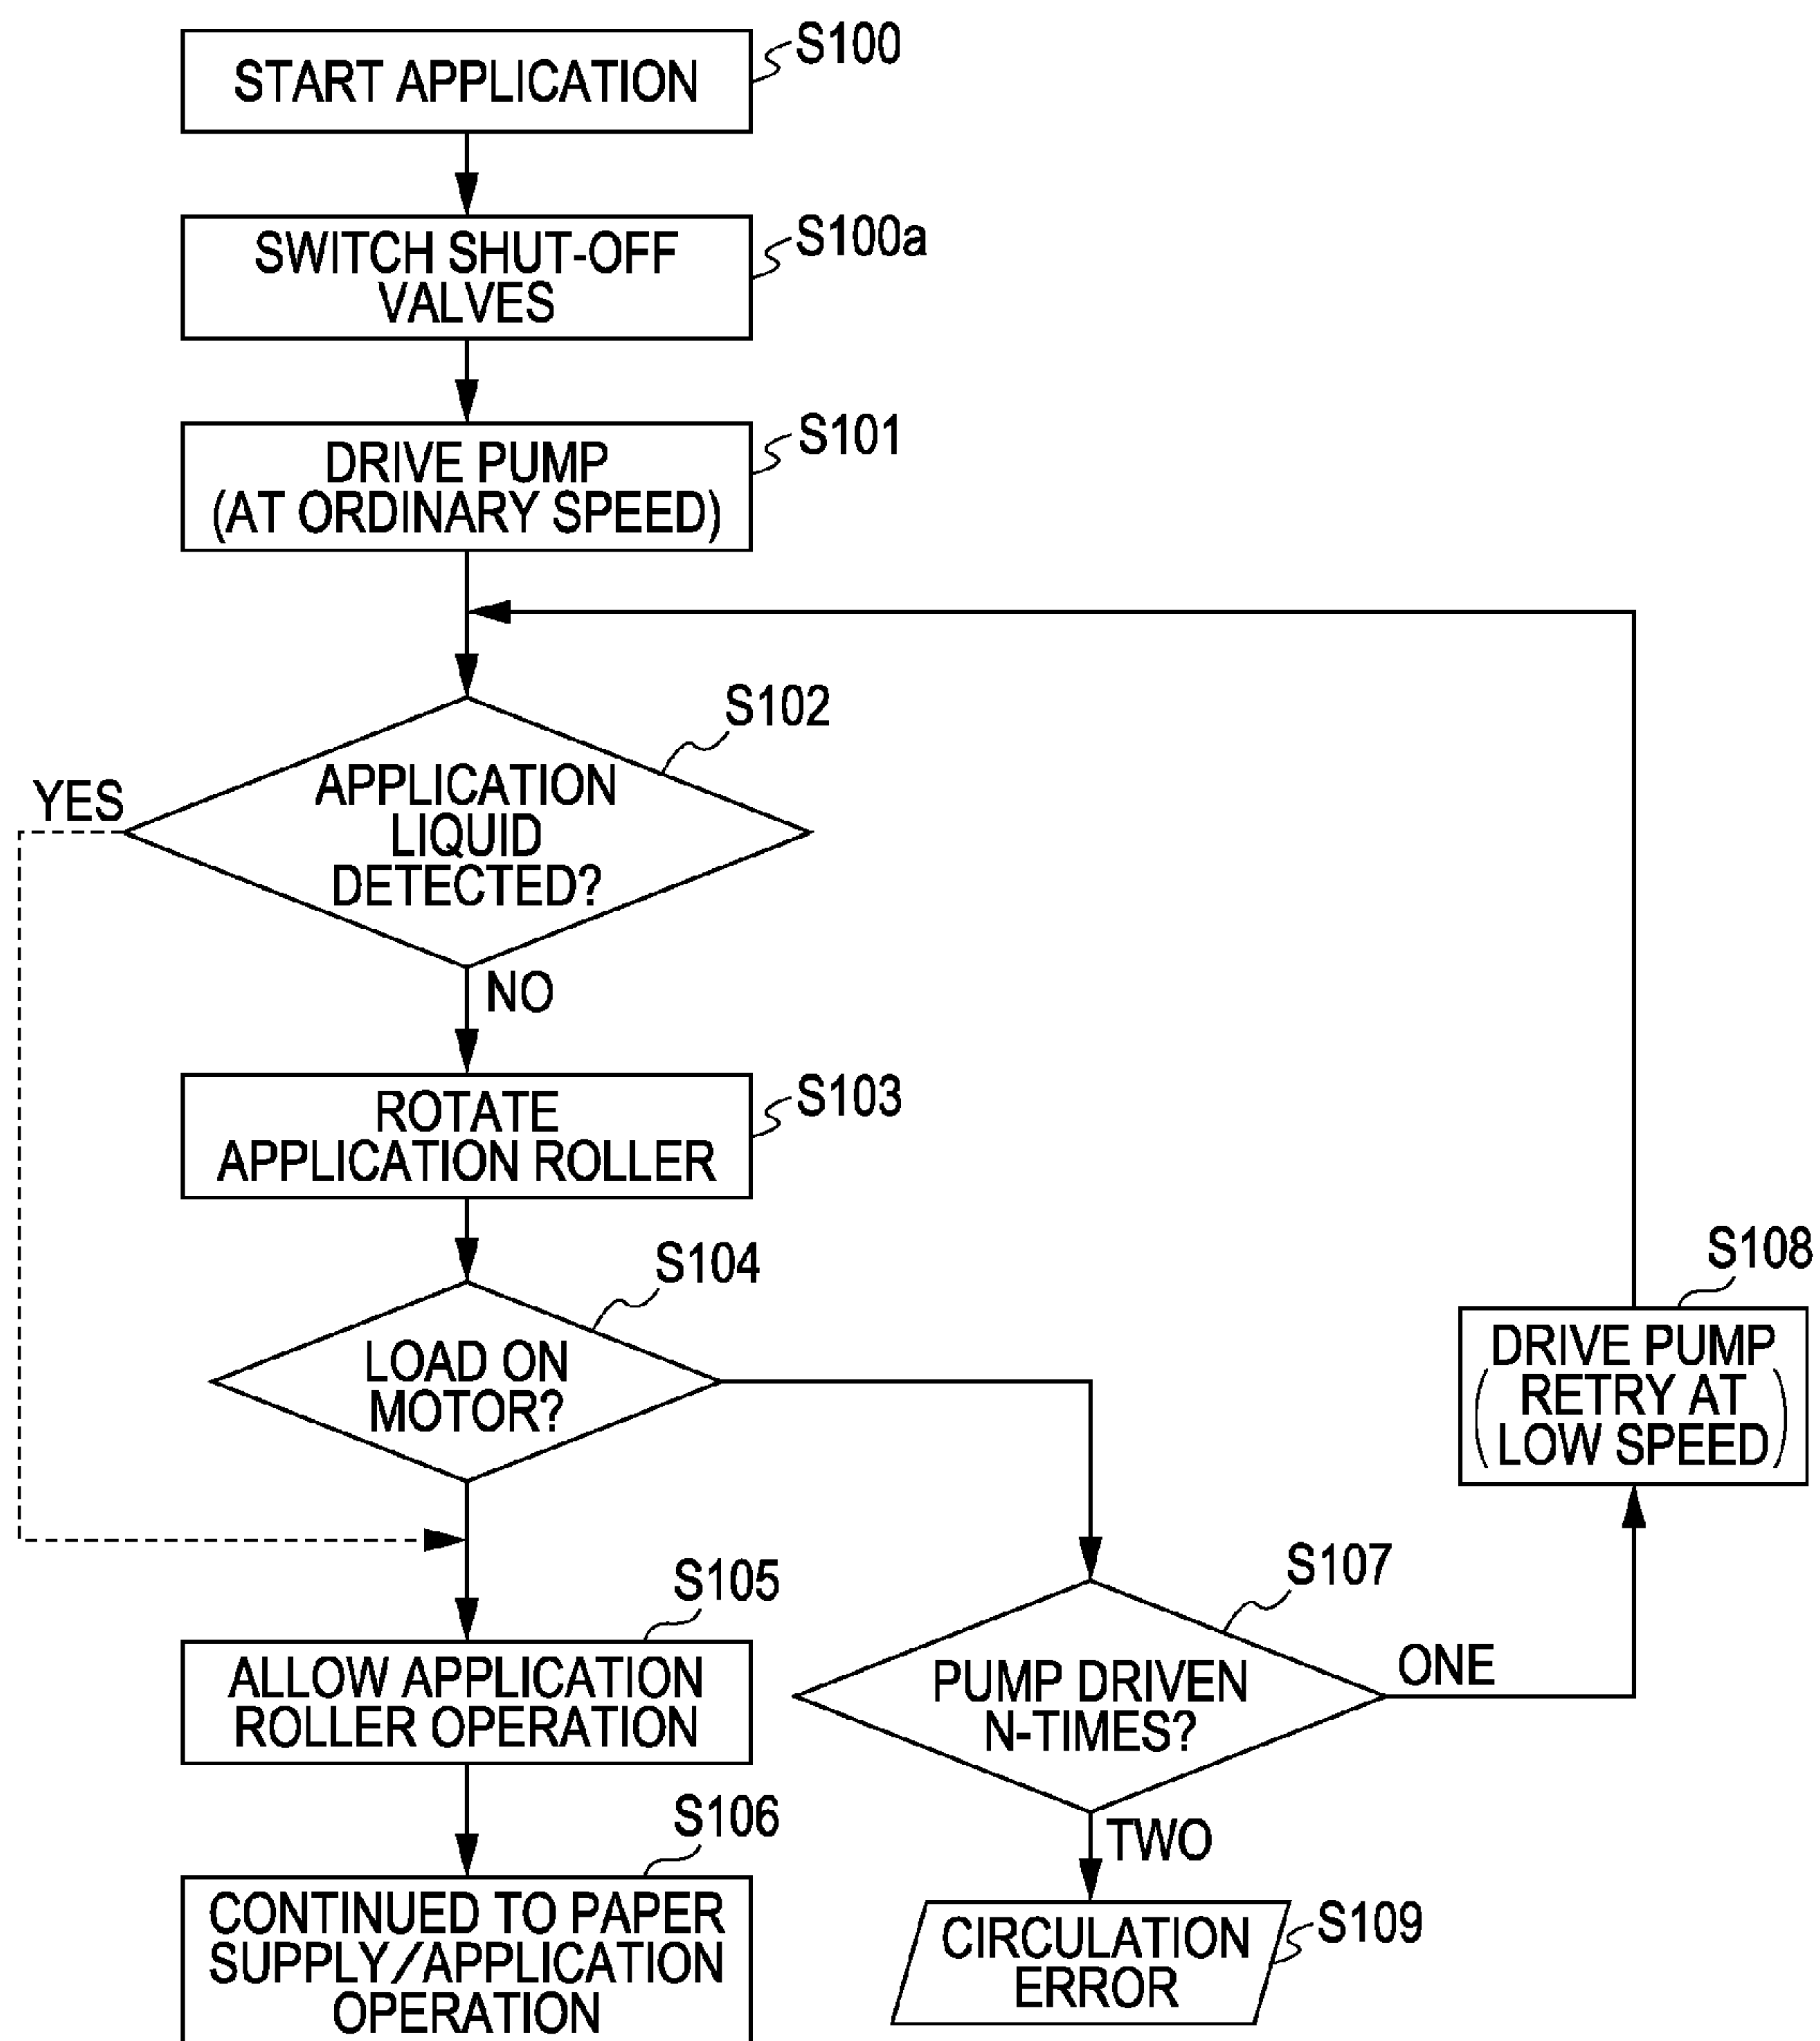 START APPLICATION
S100
SWITCH SHUT-OFF
VALVES
S100a
DRIVE PUMP
(AT ORDINARY SPEED)
S101
S102
APPLICATION
LIQUID
DETECTED?
YES
NO
ROTATE
APPLICATION ROLLER
S103
S104
LOAD ON
MOTOR?
S108
DRIVE PUMP
(RETRY AT
LOW SPEED)
S105
ALLOW APPLICATION
ROLLER OPERATION
S107
PUMP DRIVEN
N-TIMES?
ONE
TWO
S106
CONTINUED TO PAPER
SUPPLY/APPLICATION
OPERATION
CIRCULATION
ERROR
S109